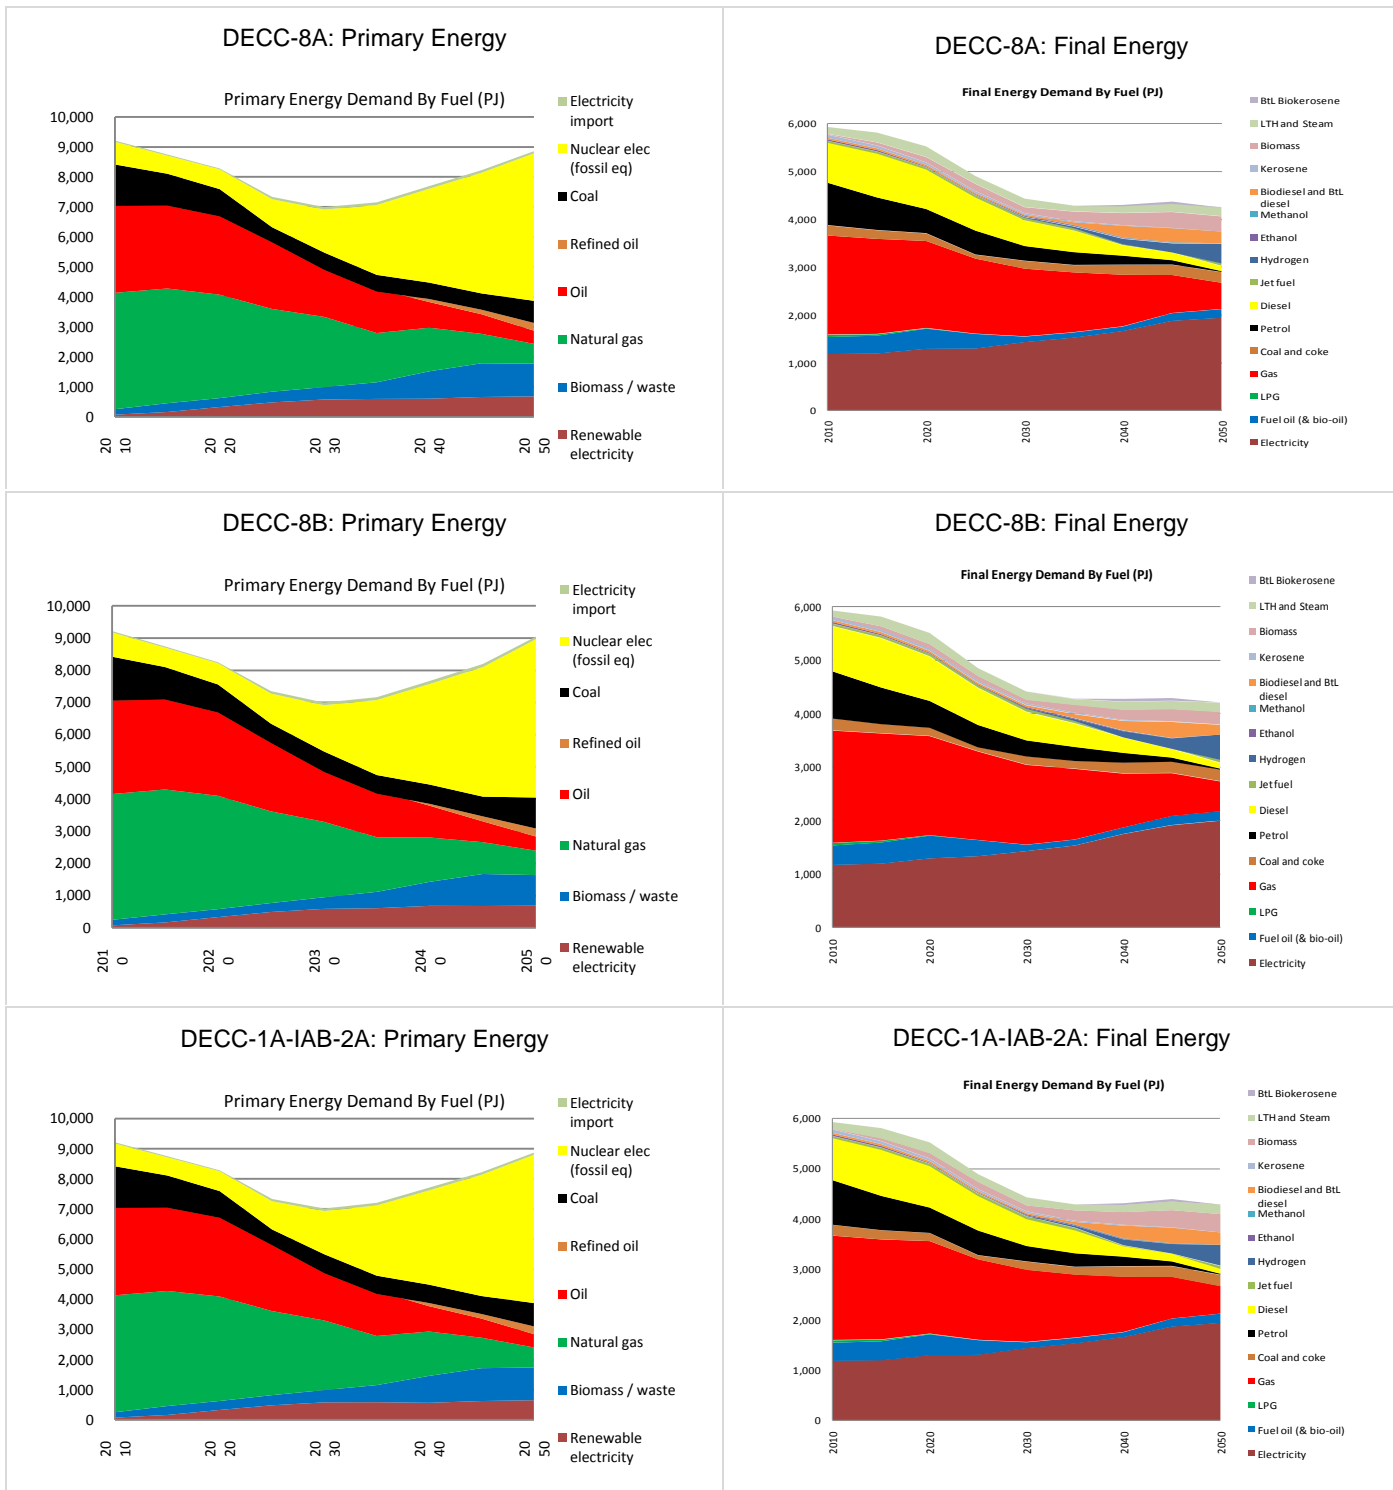 DECC-8A: Primary Energy
Primary Energy Demand By Fuel (PJ)
10,000
9,000
8,000
7,000
6,000
5,000
4,000
3,000
2,000
1,000
0
20
10
20
20
20
30
20
40
20
50
Electricity
import
Nuclear elec
(fossil eq)
Coal
Refined oil
Oil
Natural gas
Biomass / waste
Renewable
electricity
DECC-8A: Final Energy
Final Energy Demand By Fuel (PJ)
6,000
5,000
4,000
3,000
2,000
1,000
0
2010
2020
2030
2040
2050
BtL Biokerosene
LTH and Steam
Biomass
Kerosene
Biodiesel and BtL
diesel
Methanol
Ethanol
Hydrogen
Jet fuel
Diesel
Petrol
Coal and coke
Gas
LPG
Fuel oil (& bio-oil)
Electricity
DECC-8B: Primary Energy
Primary Energy Demand By Fuel (PJ)
10,000
9,000
8,000
7,000
6,000
5,000
4,000
3,000
2,000
1,000
0
201
0
202
0
203
0
204
0
205
0
Electricity
import
Nuclear elec
(fossil eq)
Coal
Refined oil
Oil
Natural gas
Biomass / waste
Renewable
electricity
DECC-8B: Final Energy
Final Energy Demand By Fuel (PJ)
6,000
5,000
4,000
3,000
2,000
1,000
0
2010
2020
2030
2040
2050
BtL Biokerosene
LTH and Steam
Biomass
Kerosene
Biodiesel and BtL
diesel
Methanol
Ethanol
Hydrogen
Jet fuel
Diesel
Petrol
Coal and coke
Gas
LPG
Fuel oil (& bio-oil)
Electricity
DECC-1A-IAB-2A: Primary Energy
Primary Energy Demand By Fuel (PJ)
10,000
9,000
8,000
7,000
6,000
5,000
4,000
3,000
2,000
1,000
0
20
10
20
20
20
30
20
40
20
50
Electricity
import
Nuclear elec
(fossil eq)
Coal
Refined oil
Oil
Natural gas
Biomass / waste
Renewable
electricity
DECC-1A-IAB-2A: Final Energy
Final Energy Demand By Fuel (PJ)
6,000
5,000
4,000
3,000
2,000
1,000
0
2010
2020
2030
2040
2050
BtL Biokerosene
LTH and Steam
Biomass
Kerosene
Biodiesel and BtL
diesel
Methanol
Ethanol
Hydrogen
Jet fuel
Diesel
Petrol
Coal and coke
Gas
LPG
Fuel oil (& bio-oil)
Electricity